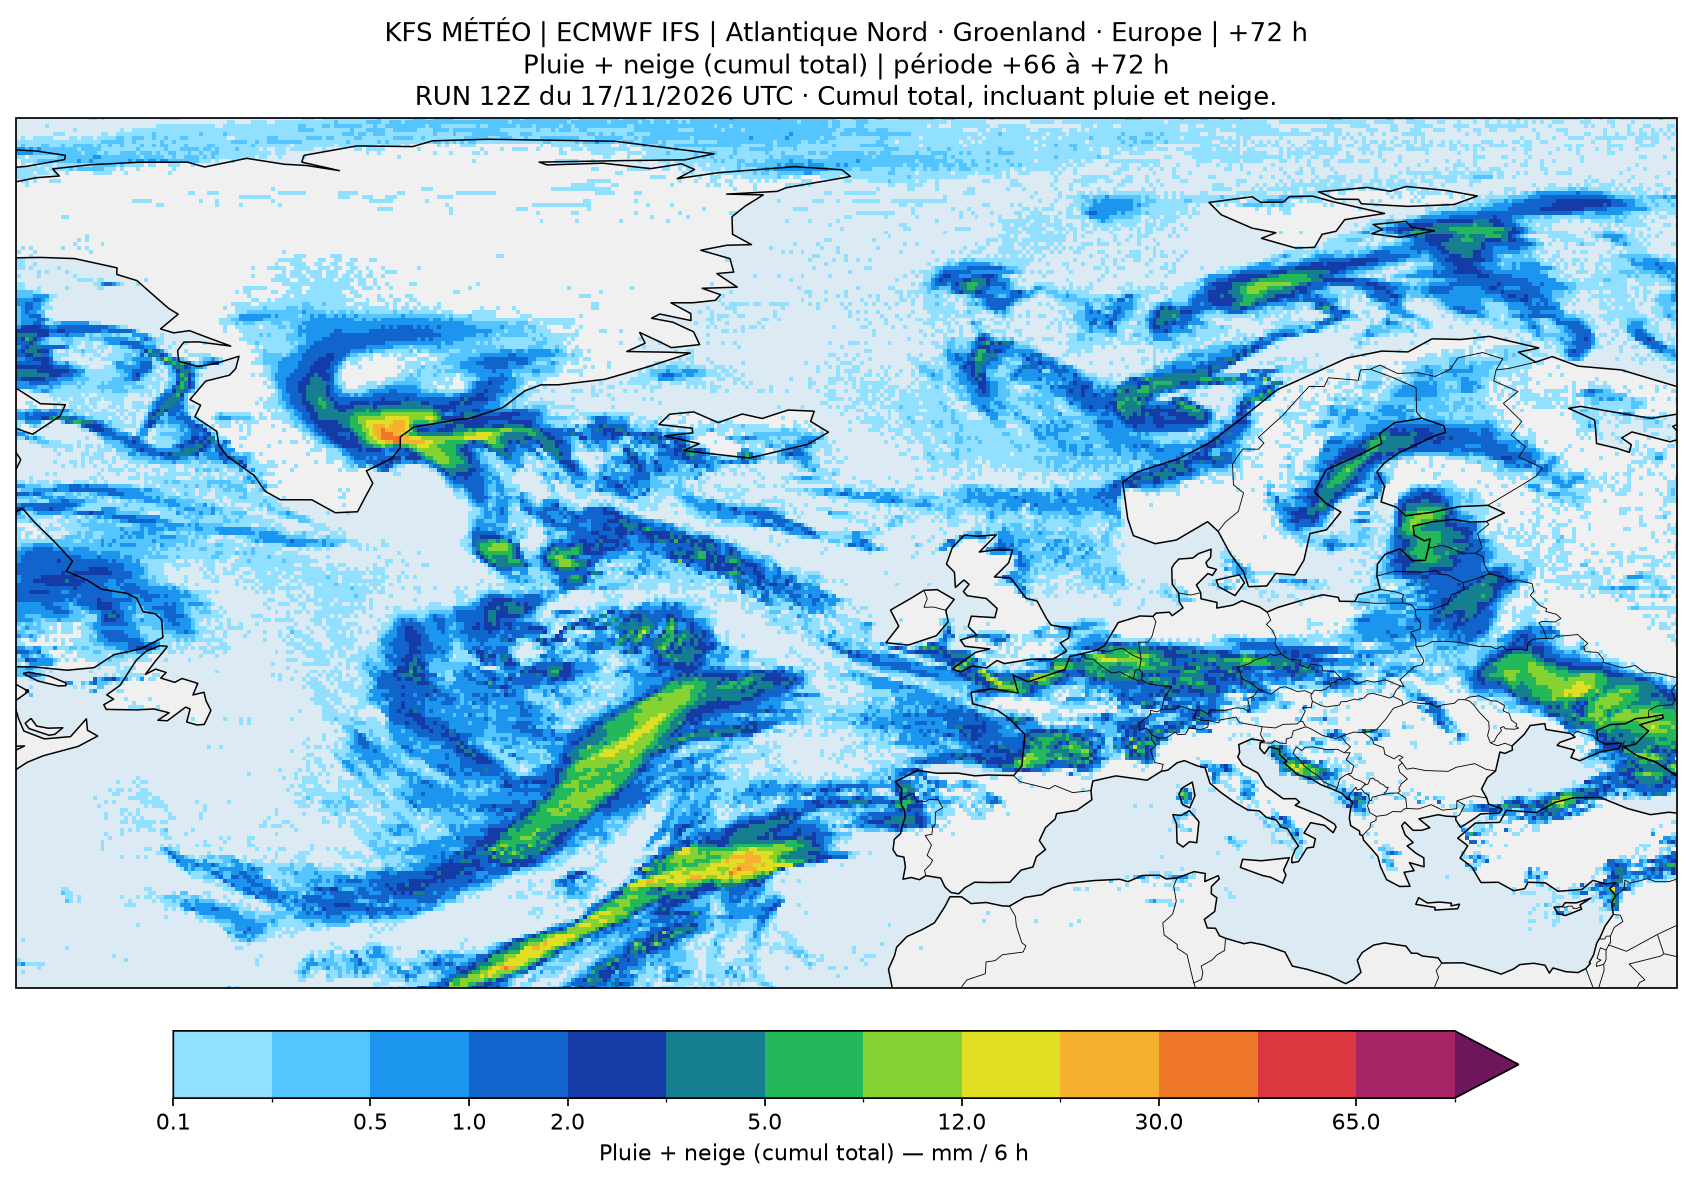 KFS MÉTÉO | ECMWF IFS | Atlantique Nord · Groenland · Europe | +72 h
Pluie + neige (cumul total) | période +66 à +72 h
RUN 12Z du 17/11/2026 UTC · Cumul total, incluant pluie et neige.
0.1 0.5 1.0 2.0 5.0 12.0 30.0 65.0
Pluie + neige (cumul total) — mm / 6 h